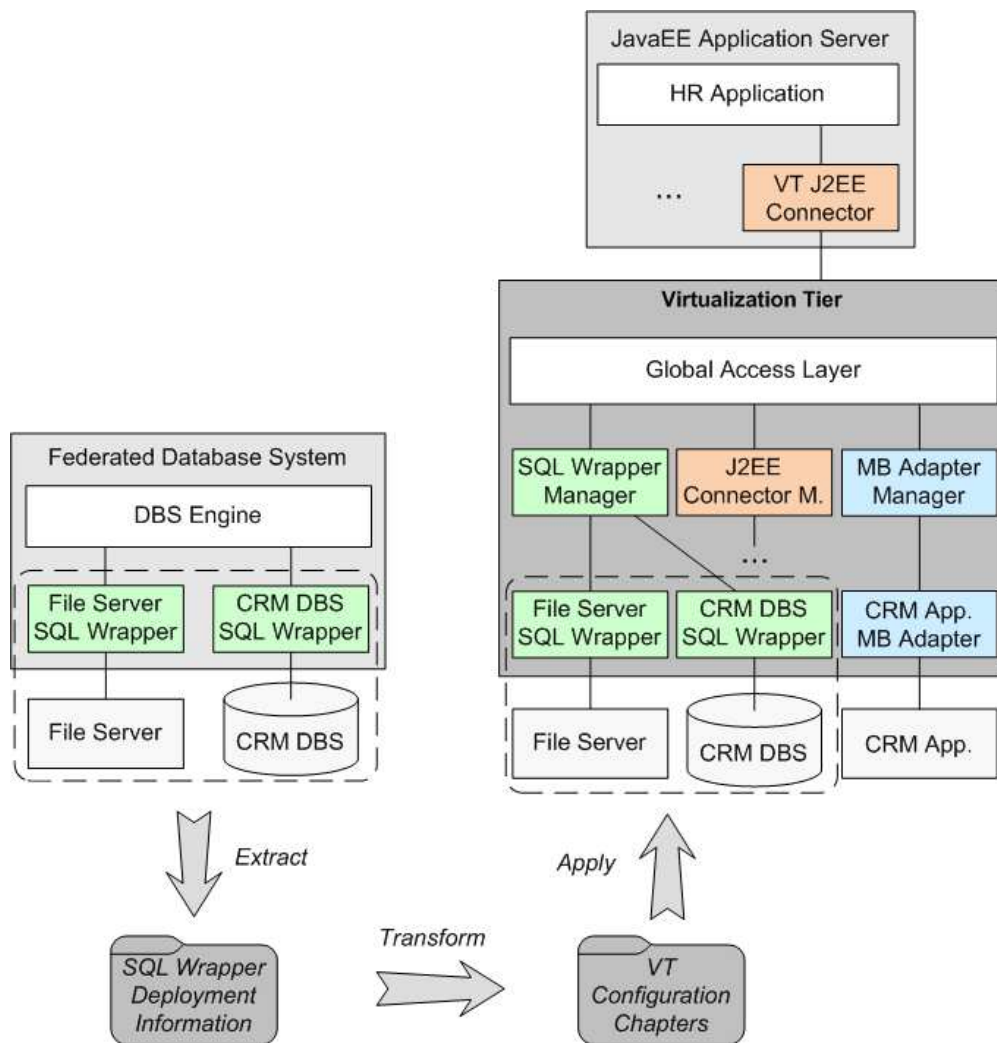 JavaEE Application Server
HR Application
...
VT J2EE
Connector
Virtualization Tier
Global Access Layer
SQL Wrapper
Manager
J2EE
Connector M.
MB Adapter
Manager
...
File Server
SQL Wrapper
CRM DBS
SQL Wrapper
CRM App.
MB Adapter
File Server
CRM DBS
CRM App.
Federated Database System
DBS Engine
File Server
SQL Wrapper
CRM DBS
SQL Wrapper
File Server
CRM DBS
Extract
Apply
Transform
SQL Wrapper
Deployment
Information
VT
Configuration
Chapters